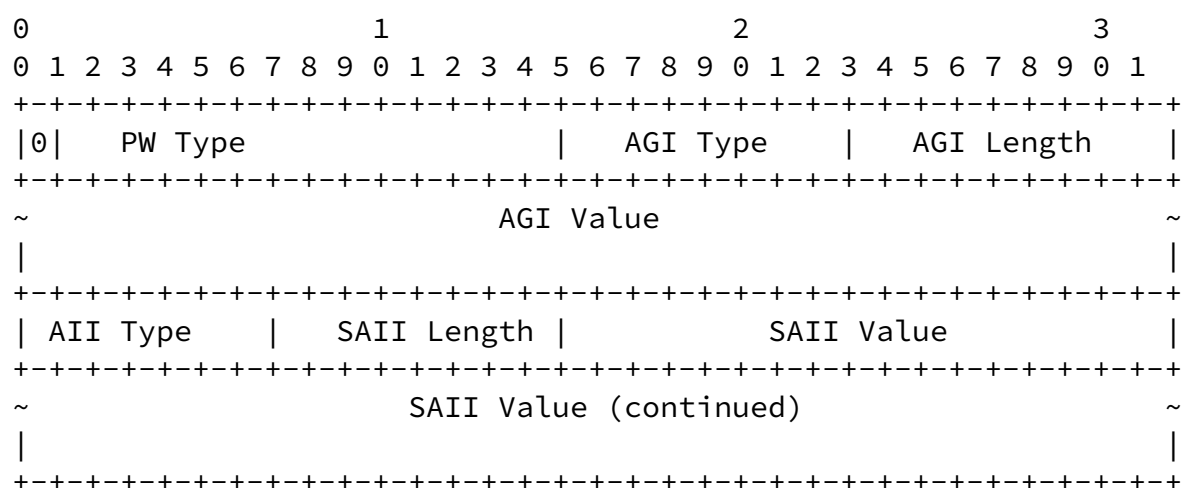 0                   1                   2                   3
0 1 2 3 4 5 6 7 8 9 0 1 2 3 4 5 6 7 8 9 0 1 2 3 4 5 6 7 8 9 0 1
+-+-+-+-+-+-+-+-+-+-+-+-+-+-+-+-+-+-+-+-+-+-+-+-+-+-+-+-+-+-+-+-+
|0|   PW Type                 |   AGI Type    |   AGI Length    |
+-+-+-+-+-+-+-+-+-+-+-+-+-+-+-+-+-+-+-+-+-+-+-+-+-+-+-+-+-+-+-+-+
~                          AGI Value                            ~
|                                                               |
+-+-+-+-+-+-+-+-+-+-+-+-+-+-+-+-+-+-+-+-+-+-+-+-+-+-+-+-+-+-+-+-+
| AII Type    |   SAII Length |           SAII Value            |
+-+-+-+-+-+-+-+-+-+-+-+-+-+-+-+-+-+-+-+-+-+-+-+-+-+-+-+-+-+-+-+-+
~                     SAII Value (continued)                    ~
|                                                               |
+-+-+-+-+-+-+-+-+-+-+-+-+-+-+-+-+-+-+-+-+-+-+-+-+-+-+-+-+-+-+-+-+